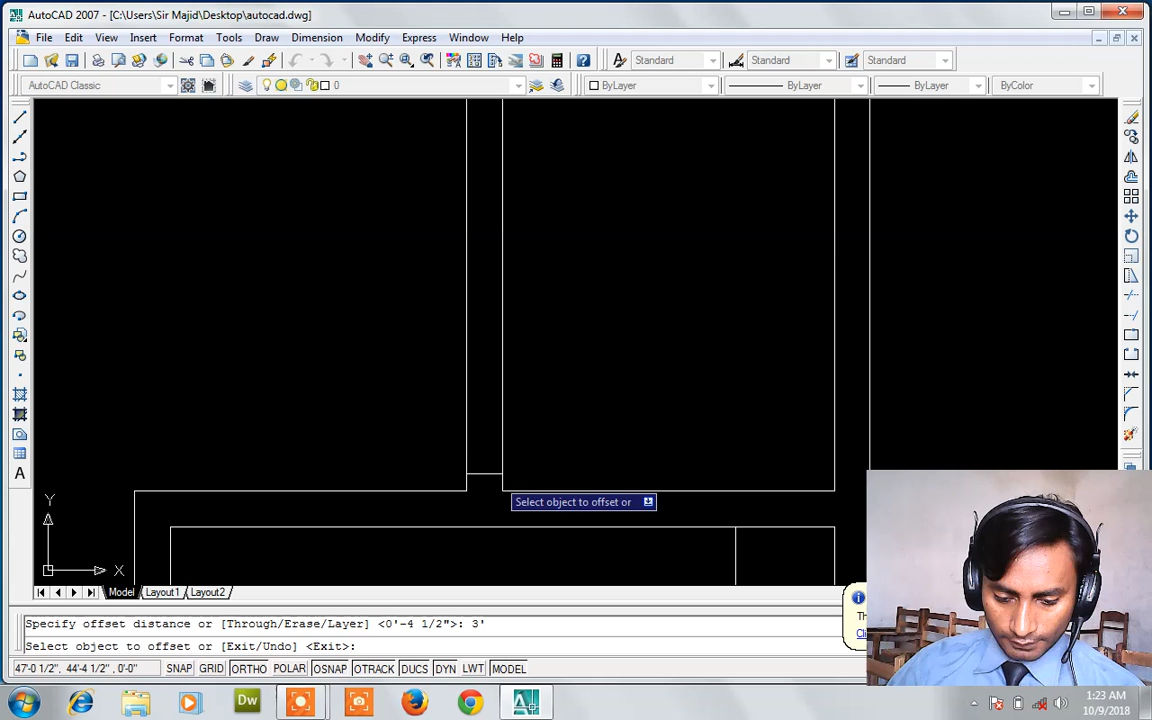 AutoCAD 2007 - [C:\Users\Sir Majid\Desktop\autocad.dwg]
File Edit View Insert Format Tools Draw Dimension Modify Express Window Help
Standard Standard Standard
AutoCAD Classic 0 ByLayer ByLayer ByLayer ByColor
A
Select object to offset or
Y
X
Model Layout1 Layout2
Specify offset distance or [Through/Erase/Layer] <0'-4 1/2">: 3'
Select object to offset or [Exit/Undo] <Exit>:
Th
Cli
47'-0 1/2", 44'-4 1/2", 0'-0" SNAP GRID ORTHO POLAR OSNAP OTRACK DUCS DYN LWT MODEL
Dw
1:23 AM
10/9/2018